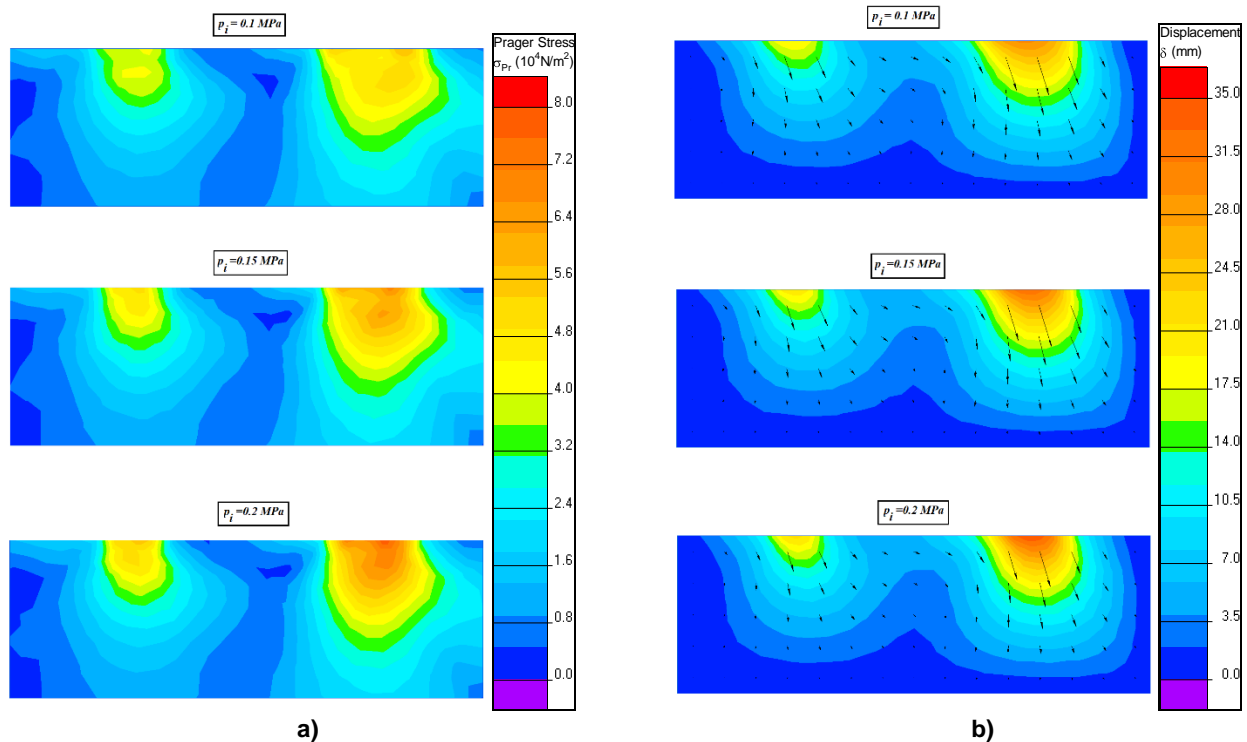 p_i=0.1 MPa
Prager Stress
σ_Pr (10⁴N/m²)
8.0
7.2
6.4
5.6
4.8
4.0
3.2
2.4
1.6
0.8
0.0
p_i=0.15 MPa
p_i=0.2 MPa
a)
p_i=0.1 MPa
Displacement
δ (mm)
35.0
31.5
28.0
24.5
21.0
17.5
14.0
10.5
7.0
3.5
0.0
p_i=0.15 MPa
p_i=0.2 MPa
b)